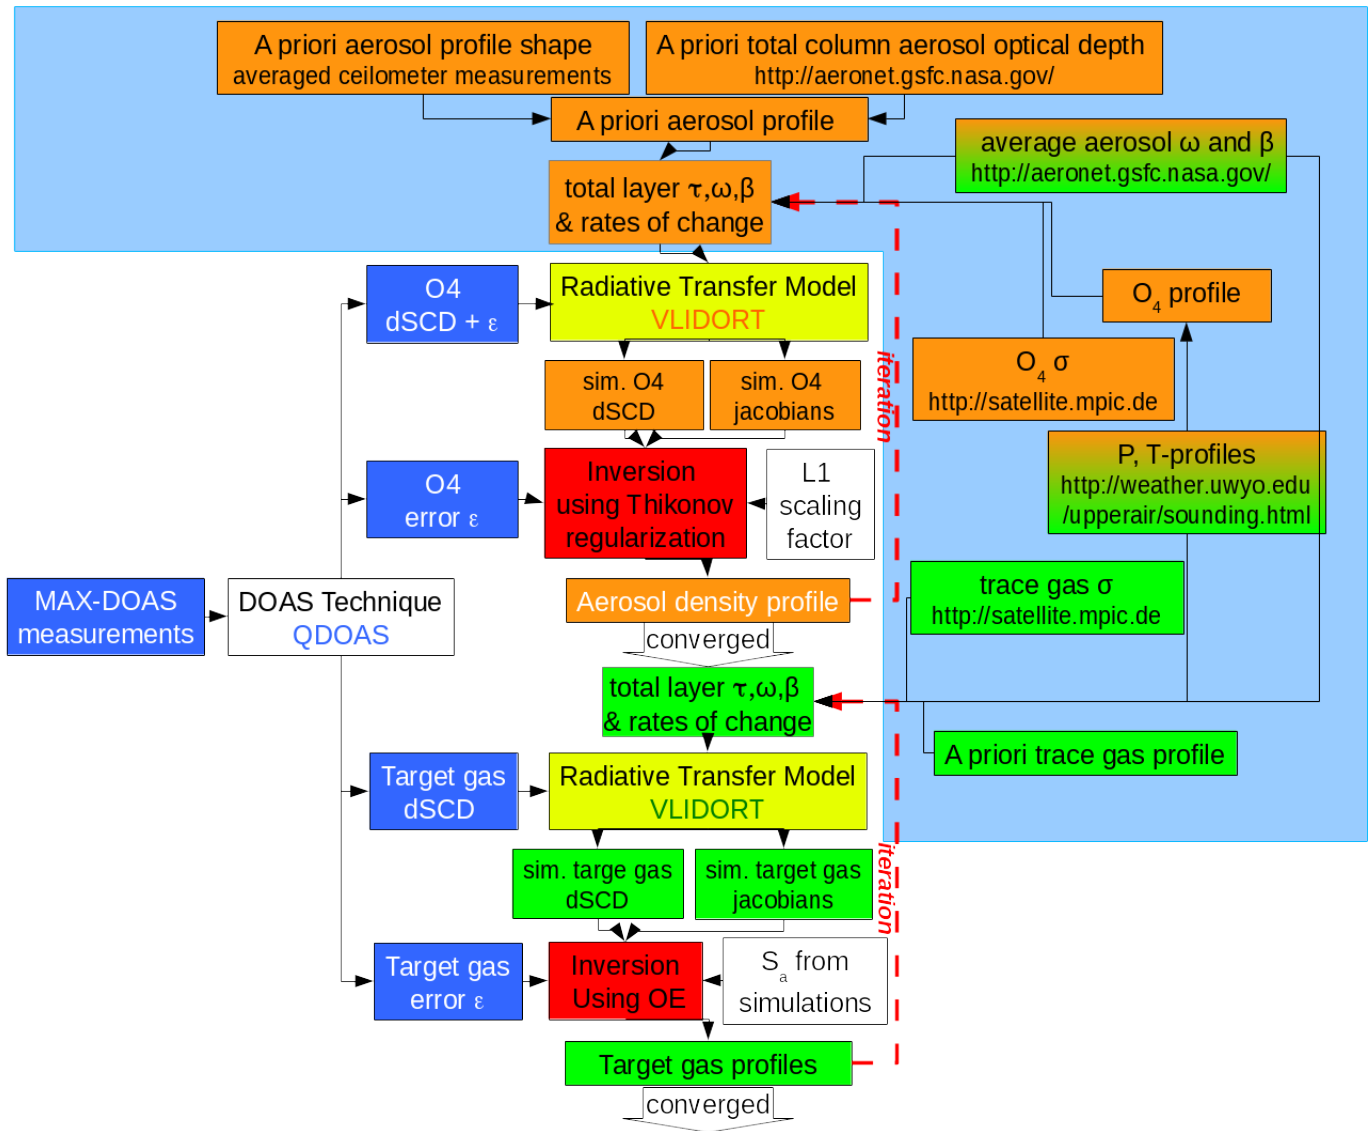 A priori aerosol profile shape
averaged ceilometer measurements
A priori total column aerosol optical depth
http://aeronet.gsfc.nasa.gov/
A priori aerosol profile
average aerosol ω and β
http://aeronet.gsfc.nasa.gov/
total layer τ,ω,β
& rates of change
O4
dSCD + ε
Radiative Transfer Model
VLIDORT
O4 profile
O4 σ
http://satellite.mpic.de
sim. O4
dSCD
sim. O4
jacobians
iteration
P, T-profiles
http://weather.uwyo.edu
/upperair/sounding.html
O4
error ε
Inversion
using Thikonov
regularization
L1
scaling
factor
MAX-DOAS
measurements
DOAS Technique
QDOAS
Aerosol density profile
trace gas σ
http://satellite.mpic.de
converged
total layer τ,ω,β
& rates of change
A priori trace gas profile
Target gas
dSCD
Radiative Transfer Model
VLIDORT
sim. targe gas
dSCD
sim. target gas
jacobians
iteration
Target gas
error ε
Inversion
Using OE
Sa from
simulations
Target gas profiles
converged